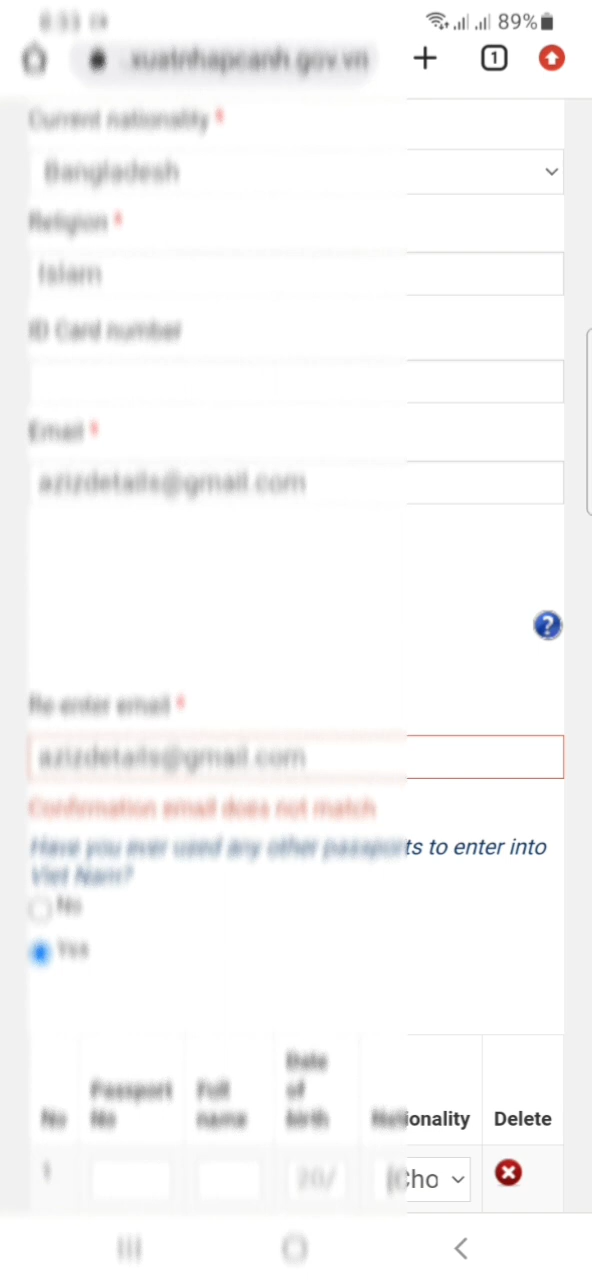 89%
xuatnhapcanh.gov.vn
1
Current nationality *
Bangladesh
Religion *
Islam
ID Card number
Email *
azizdetails@gmail.com
?
Re-enter email *
azizdetails@gmail.com
Confirmation email does not match
Have you ever used any other passports to enter into
Viet Nam?
No
Yes
No Passport No Full name Date of birth Nationality Delete
1 20/ [Cho